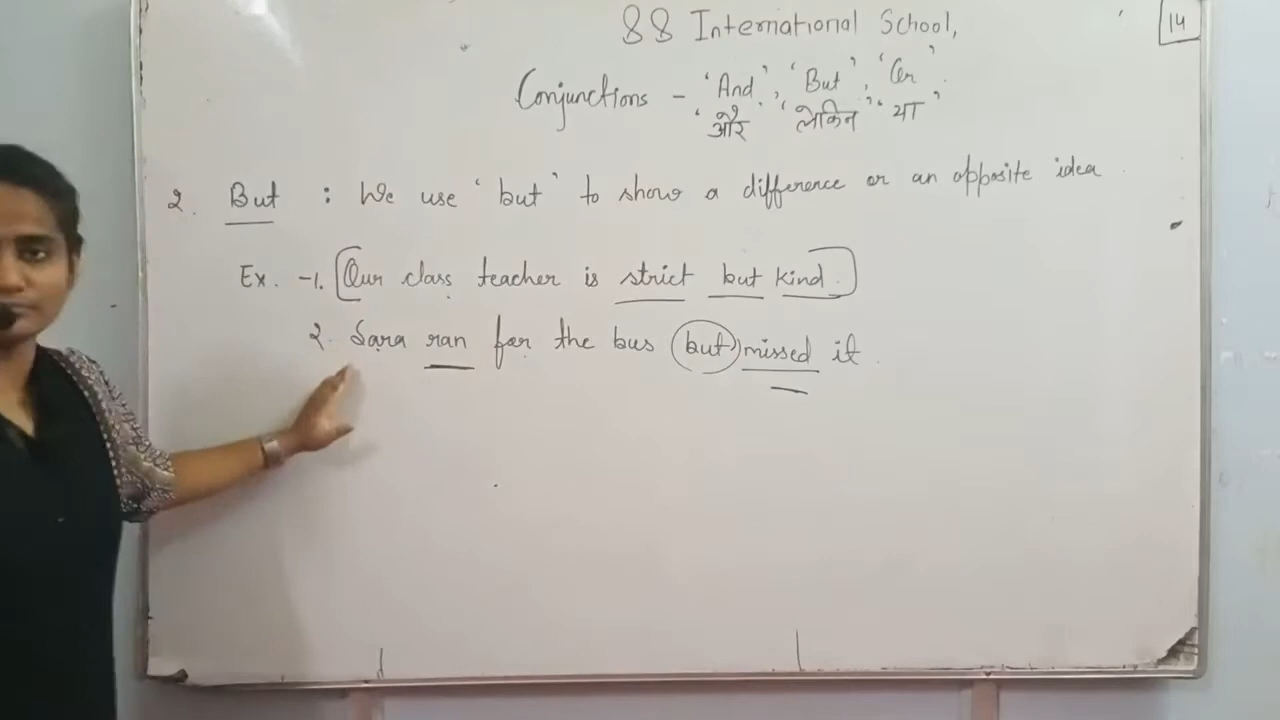 88 International School,
14
Conjunctions - 'And', 'But', 'Or'
'और', 'लेकिन' 'या'
2. But : We use 'but' to show a difference or an opposite idea
Ex. -1. [Our class teacher is strict but kind.]
2. Sara ran for the bus but missed it.